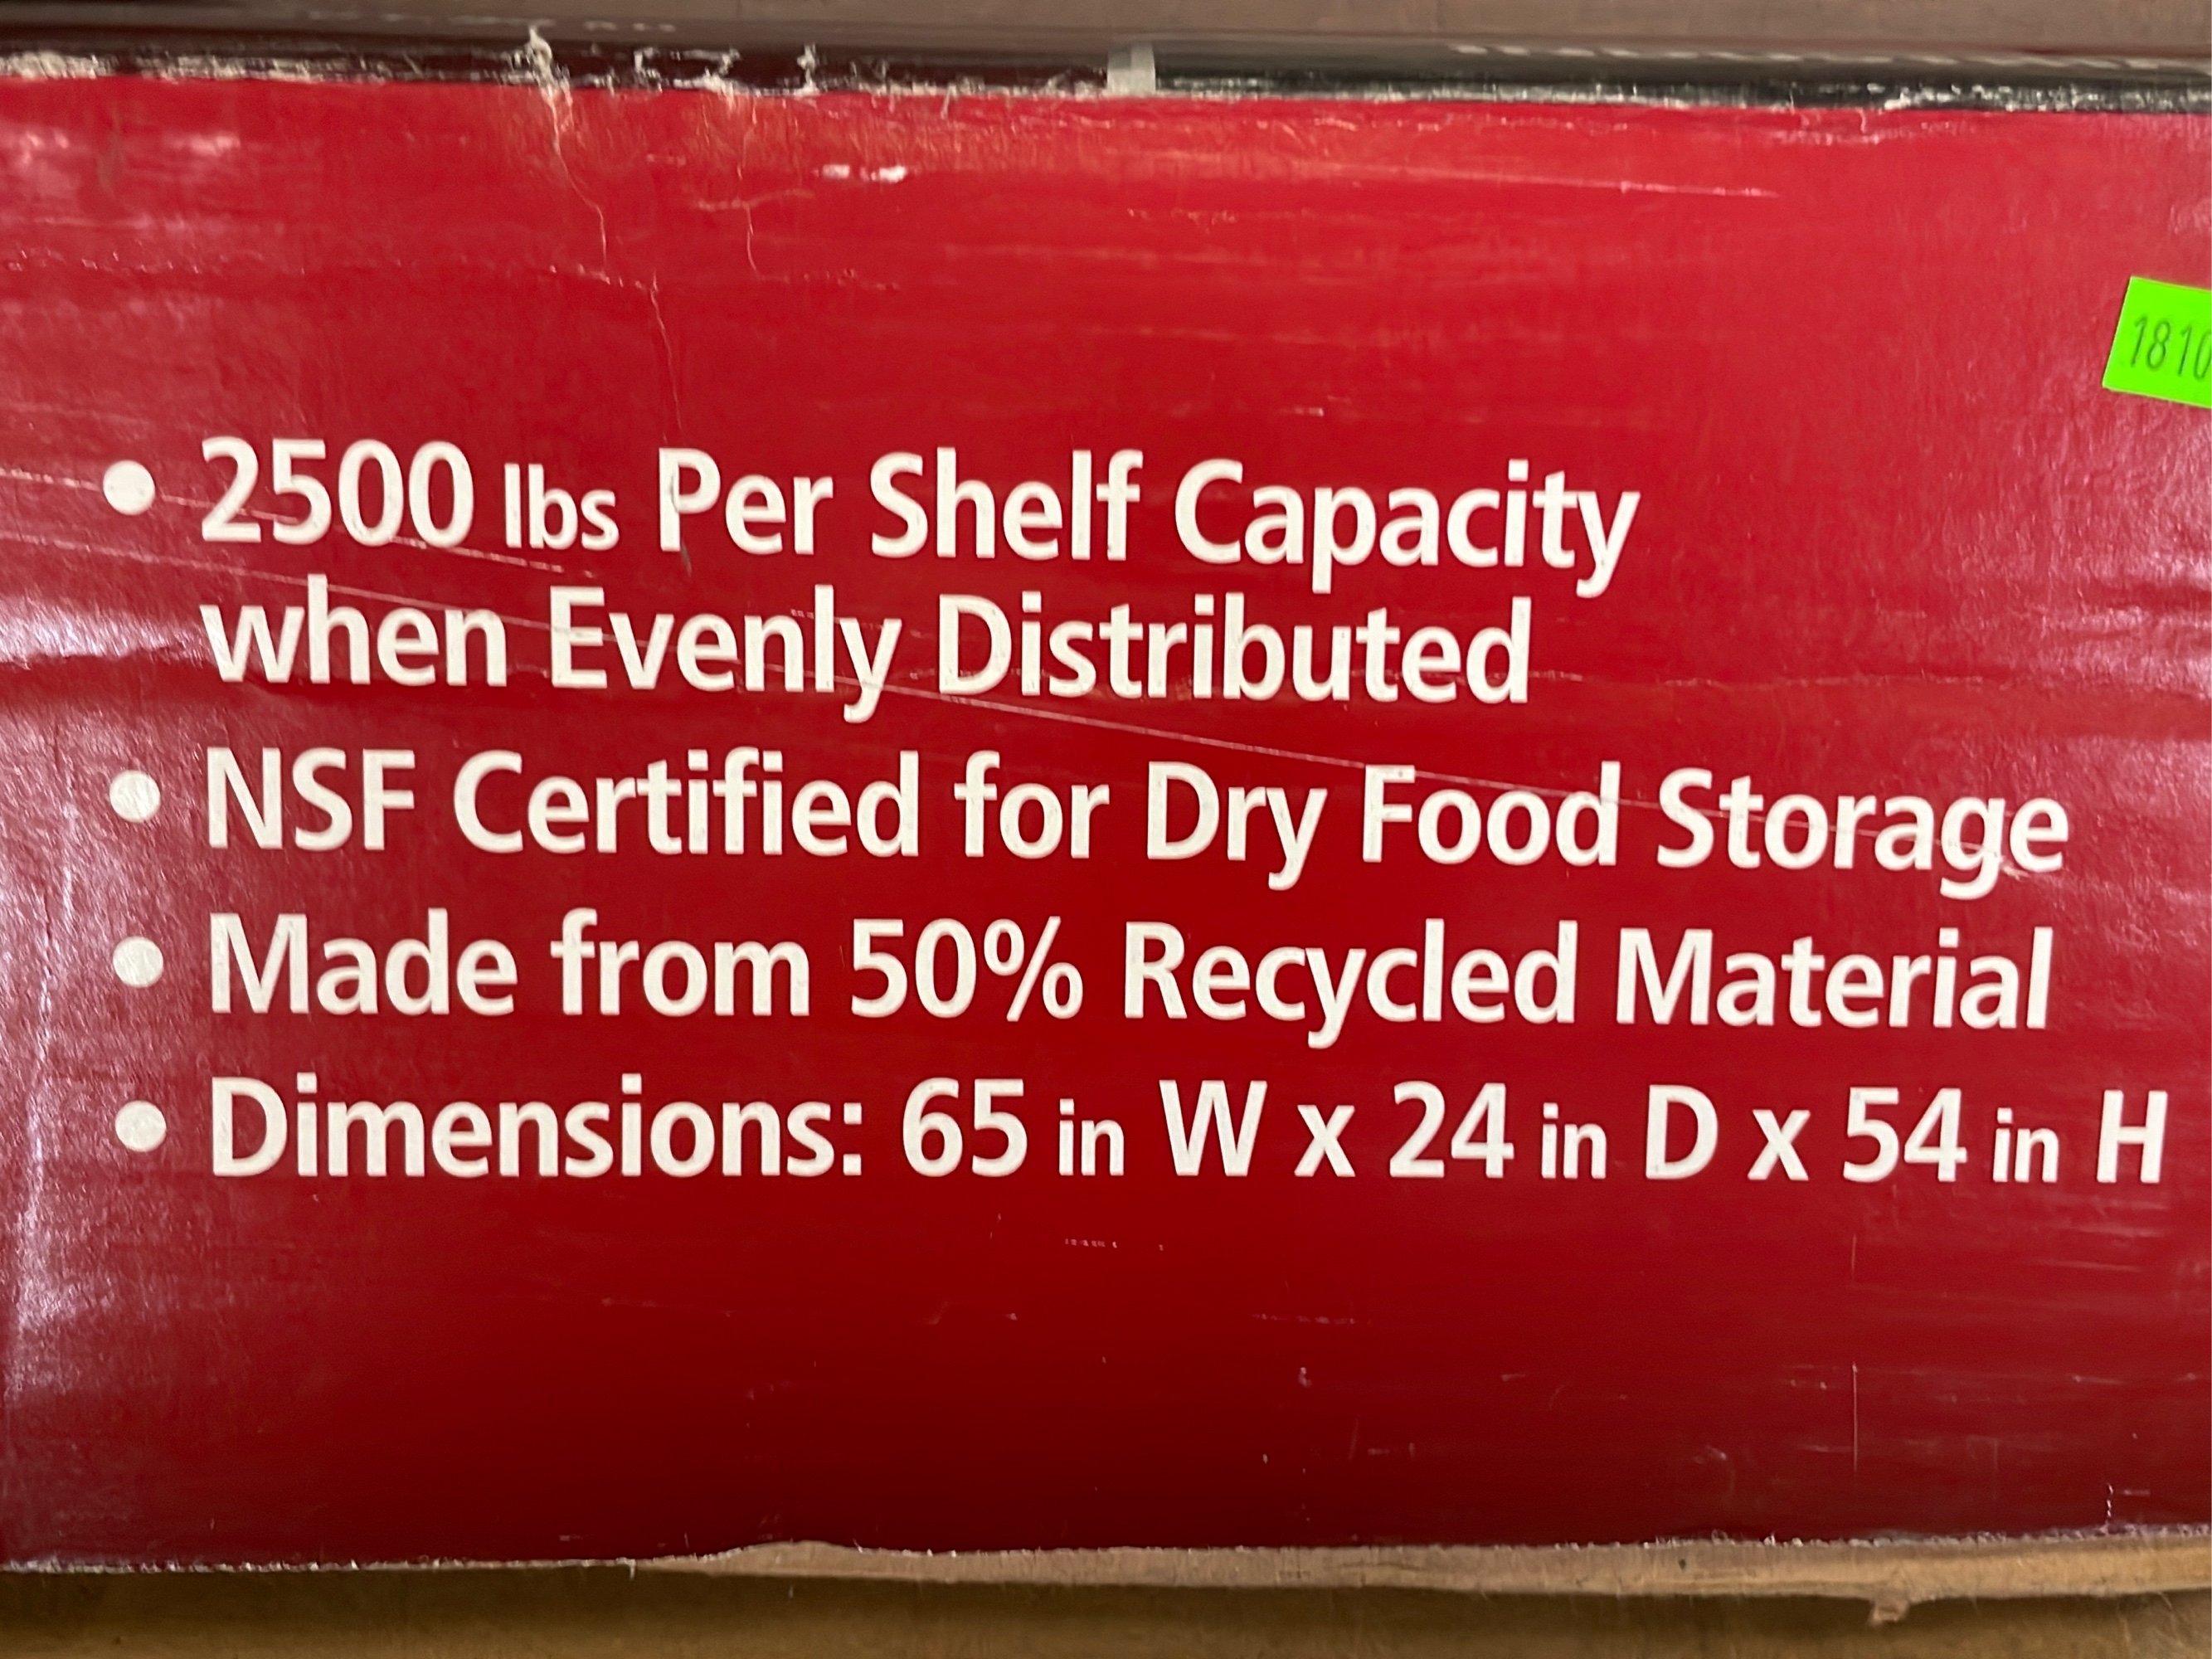 1810
• 2500 lbs Per Shelf Capacity
when Evenly Distributed
• NSF Certified for Dry Food Storage
• Made from 50% Recycled Material
• Dimensions: 65 in W x 24 in D x 54 in H